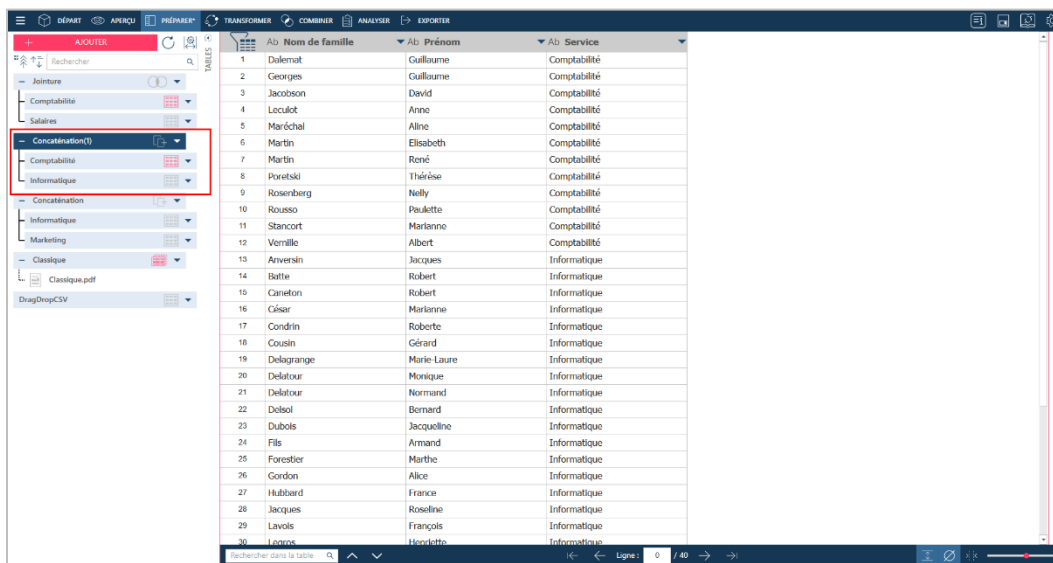 DÉPART APERÇU PRÉPARER* TRANSFORMER COMBINER ANALYSER EXPORTER
+ AJOUTER
Rechercher
TABLES
− Jointure
Comptabilité
Salaires
− Concaténation(1)
Comptabilité
Informatique
− Concaténation
Informatique
Marketing
− Classique
Classique.pdf
DragDropCSV
Ab Nom de famille Ab Prénom Ab Service
1 Dalemat Guillaume Comptabilité
2 Georges Guillaume Comptabilité
3 Jacobson David Comptabilité
4 Leculot Anne Comptabilité
5 Maréchal Aline Comptabilité
6 Martin Elisabeth Comptabilité
7 Martin René Comptabilité
8 Poretski Thérèse Comptabilité
9 Rosenberg Nelly Comptabilité
10 Rousso Paulette Comptabilité
11 Stancort Marianne Comptabilité
12 Vernille Albert Comptabilité
13 Anversin Jacques Informatique
14 Batte Robert Informatique
15 Caneton Robert Informatique
16 César Marianne Informatique
17 Condrin Roberte Informatique
18 Cousin Gérard Informatique
19 Delagrange Marie-Laure Informatique
20 Delatour Monique Informatique
21 Delatour Normand Informatique
22 Delsol Bernard Informatique
23 Dubois Jacqueline Informatique
24 Fils Armand Informatique
25 Forestier Marthe Informatique
26 Gordon Alice Informatique
27 Hubbard France Informatique
28 Jacques Roseline Informatique
29 Lavois François Informatique
30 Legros Henriette Informatique
Rechercher dans la table Ligne : 0 / 40